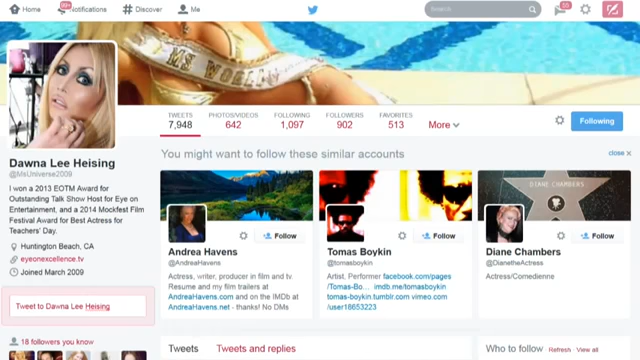 Home
99+
Notifications
# Discover
Me
Search
MS WORLD
TWEETS
7,948
PHOTOS/VIDEOS
642
FOLLOWING
1,097
FOLLOWERS
902
FAVORITES
513
More
Following
Dawna Lee Heising
@MsUniverse2009
I won a 2013 EOTM Award for
Outstanding Talk Show Host for Eye on
Entertainment, and a 2014 Mockfest Film
Festival Award for Best Actress for
Teachers' Day.
Huntington Beach, CA
eyeonexcellence.tv
Joined March 2009
Tweet to Dawna Lee Heising
18 followers you know
You might want to follow these similar accounts
close ×
Follow
Andrea Havens
@AndreaHavens
Actress, writer, producer in film and tv.
Resume and my film trailers at
AndreaHavens.com and on the IMDb at
AndreaHavens.net - thanks! No DMs
Follow
Tomas Boykin
@tomasboykin
Artist, Performer facebook.com/pages
/Tomas-Bo... imdb.me/tomasboykin
tomasboykin.tumblr.com vimeo.com
/user18653223
DIANE CHAMBERS
Follow
Diane Chambers
@DianetheActress
Actress/Comedienne
Tweets
Tweets and replies
Who to follow
Refresh · View all